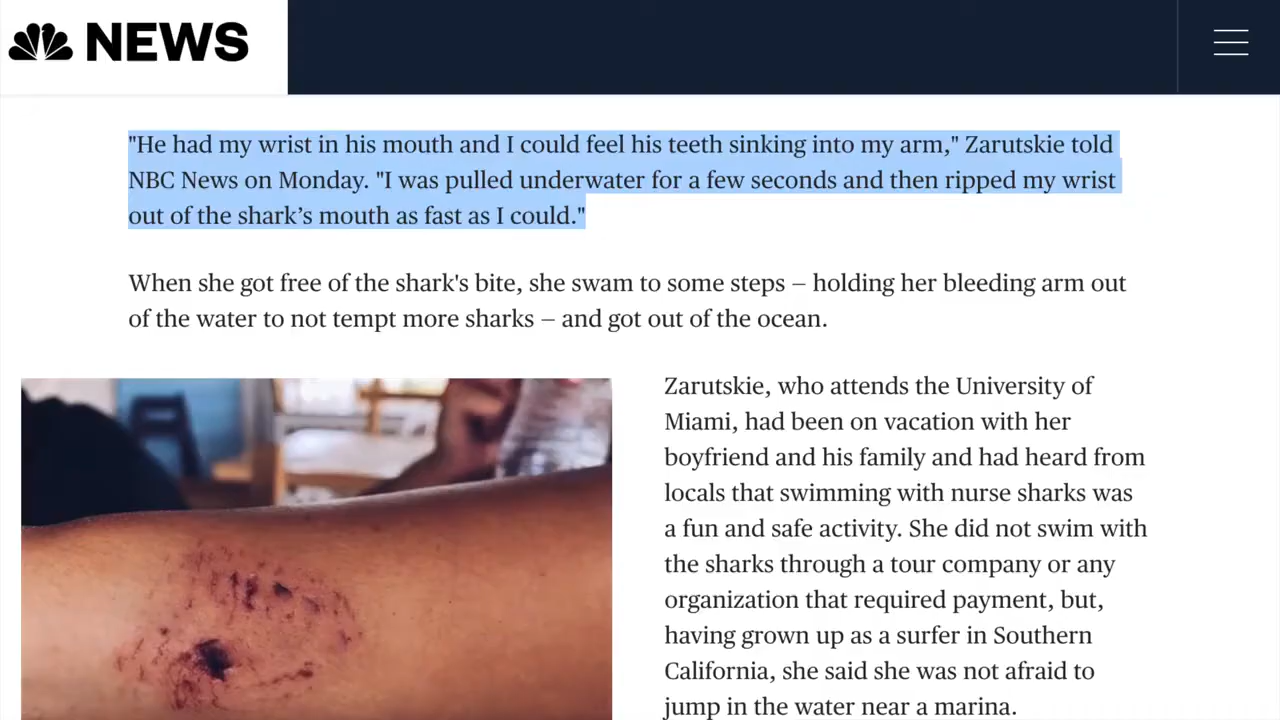 NEWS
"He had my wrist in his mouth and I could feel his teeth sinking into my arm," Zarutskie told
NBC News on Monday. "I was pulled underwater for a few seconds and then ripped my wrist
out of the shark’s mouth as fast as I could."
When she got free of the shark's bite, she swam to some steps — holding her bleeding arm out
of the water to not tempt more sharks — and got out of the ocean.
Zarutskie, who attends the University of
Miami, had been on vacation with her
boyfriend and his family and had heard from
locals that swimming with nurse sharks was
a fun and safe activity. She did not swim with
the sharks through a tour company or any
organization that required payment, but,
having grown up as a surfer in Southern
California, she said she was not afraid to
jump in the water near a marina.